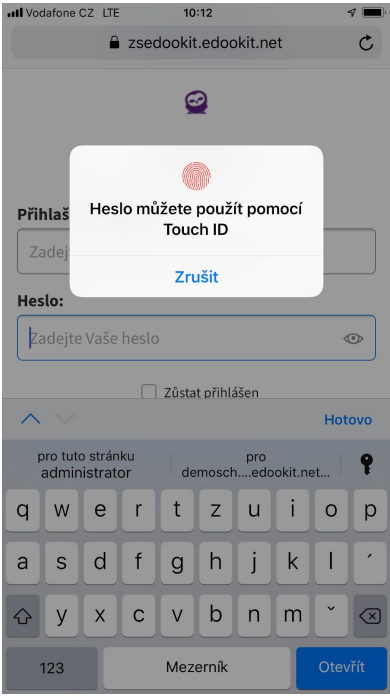 Vodafone CZ LTE 10:12
zsedookit.edookit.net
Heslo můžete použít pomocí
Touch ID
Zrušit
Přihlaš
Zadej
Heslo:
Zadejte Vaše heslo
Zůstat přihlášen
Hotovo
pro tuto stránku
administrator
pro
demosch....edookit.net...
q w e r t z u i o p
a s d f g h j k l ´
y x c v b n m ˇ
123 Mezerník Otevřít